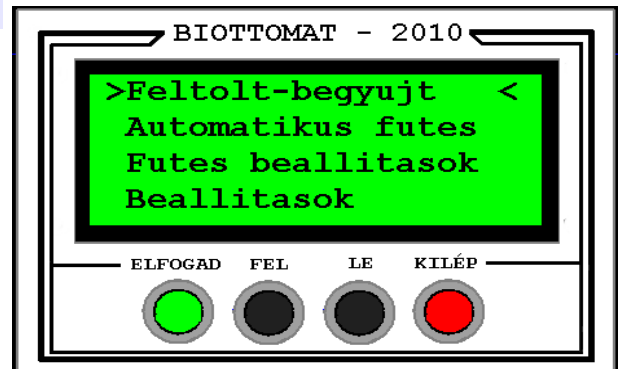 BIOTTOMAT - 2010
>Feltolt-begyujt <
Automatikus futes
Futes beallitasok
Beallitasok
ELFOGAD FEL LE KILÉP